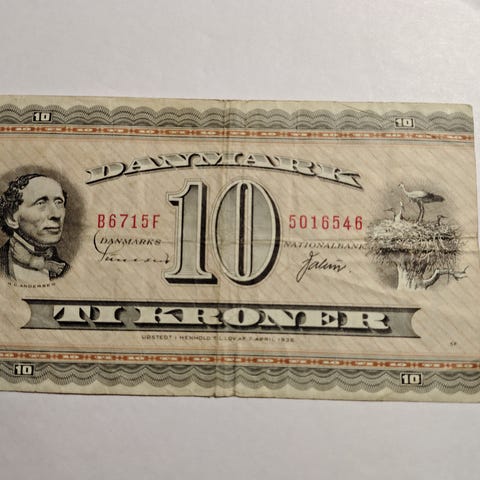 10 10
DANMARK
B6715F 10 5016546
DANMARKS NATIONALBANK
H.C. ANDERSEN
TI KRONER
UDSTEDT I HENHOLD TIL LOV AF 7. APRIL 1936
10 10